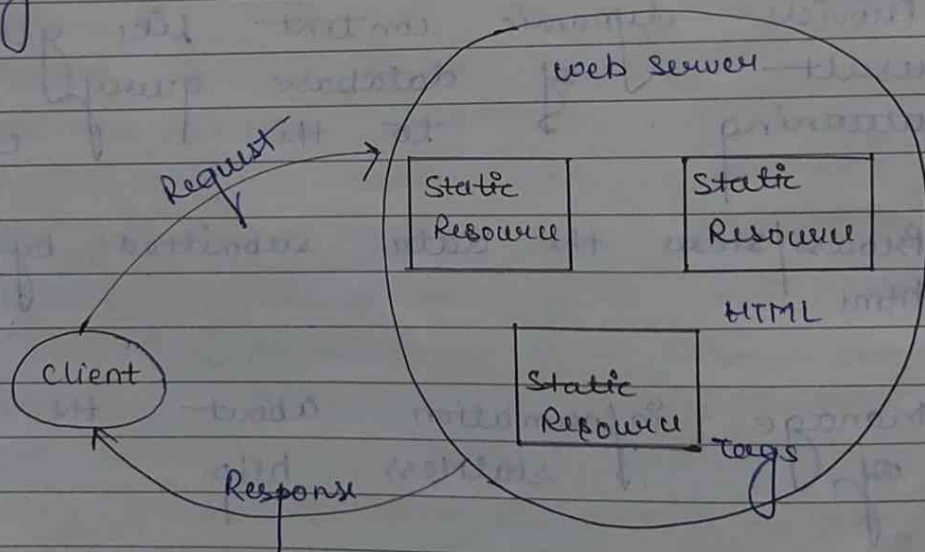 web server
Request
Static
Resource
Static
Resource
HTML
Client
Static
Resource
tags
Response